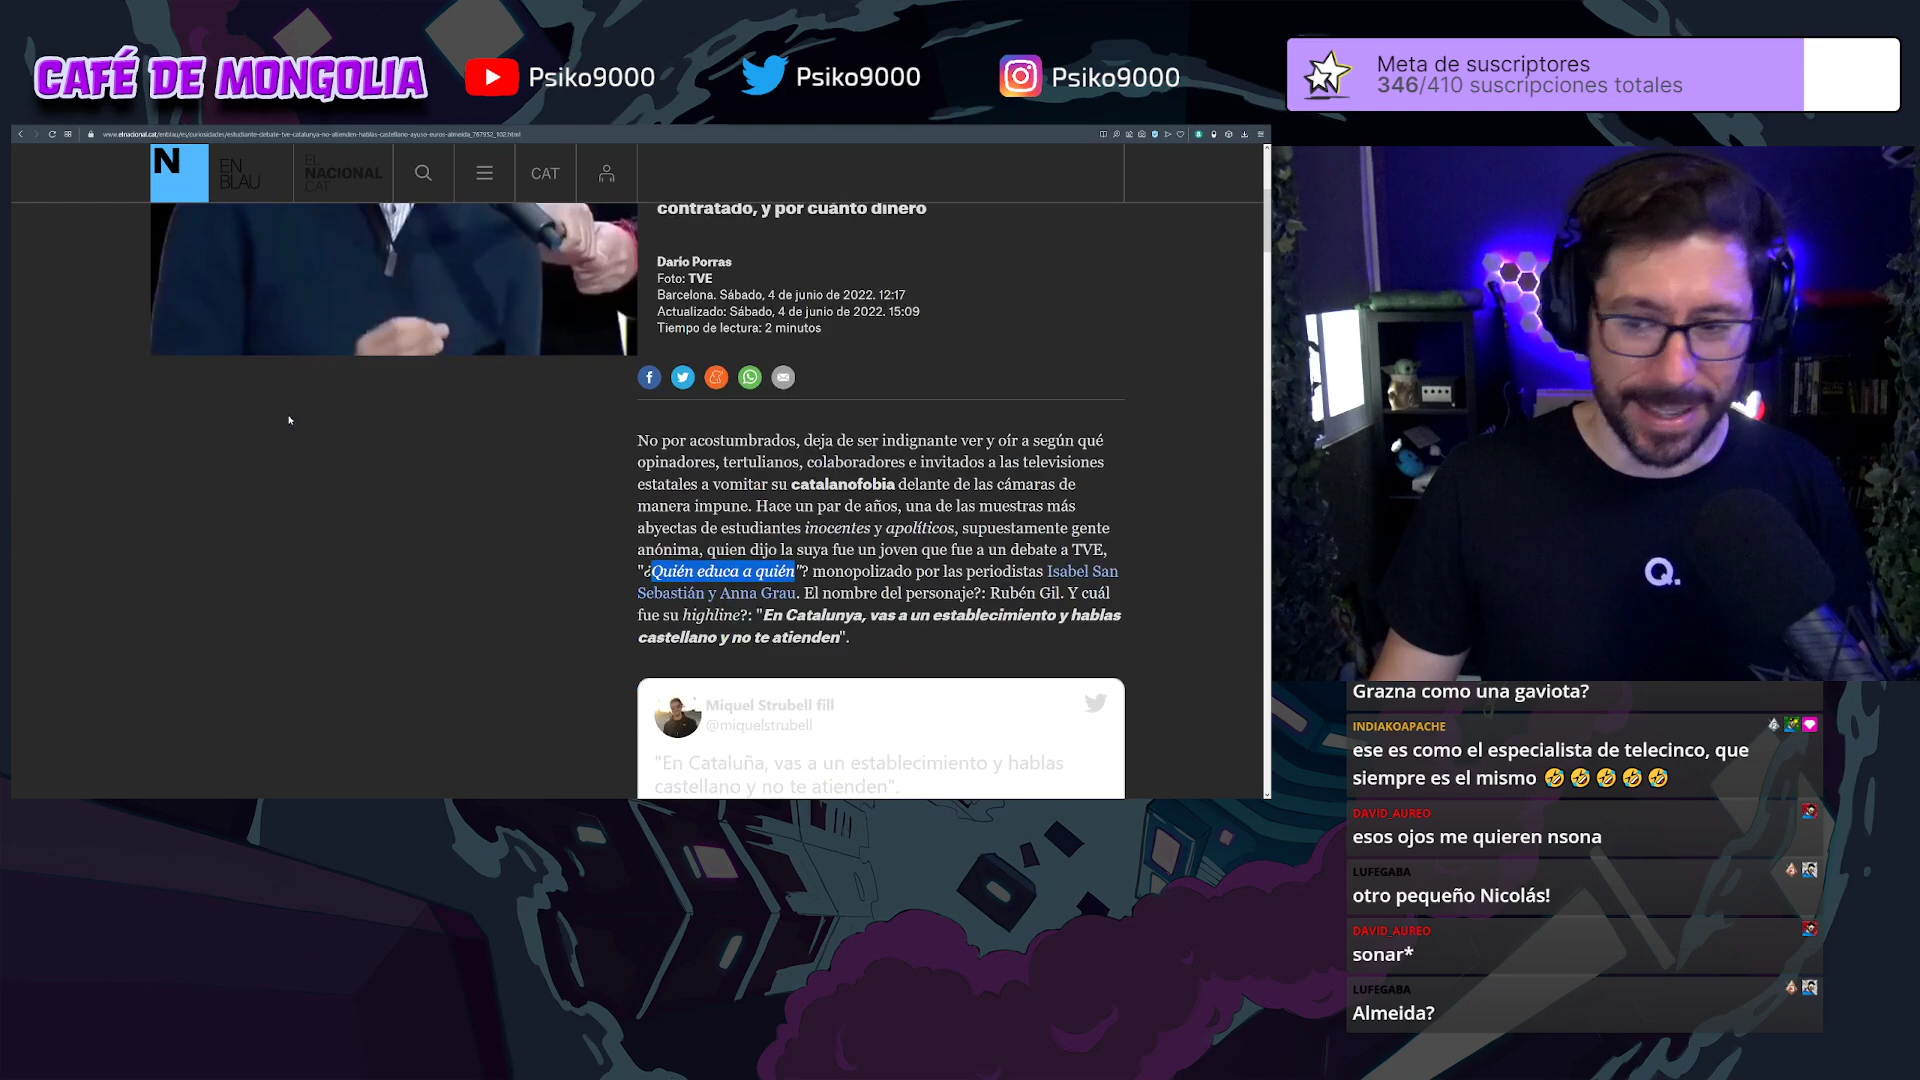 CAFÉ DE MONGOLIA
Psiko9000
Psiko9000
Psiko9000
Meta de suscriptores
346/410 suscripciones totales
www.elnacional.cat/enblau/es/curiosidades/estudiante-debate-tve-catalunya-no-atienden-hablas-castellano-ayuso-euros-almeida_767952_102.html
N
EN
BLAU
EL
NACIONAL
CAT
CAT
contratado, y por cuánto dinero
Darío Porras
Foto: TVE
Barcelona. Sábado, 4 de junio de 2022. 12:17
Actualizado: Sábado, 4 de junio de 2022. 15:09
Tiempo de lectura: 2 minutos
No por acostumbrados, deja de ser indignante ver y oír a según qué
opinadores, tertulianos, colaboradores e invitados a las televisiones
estatales a vomitar su catalanofobia delante de las cámaras de
manera impune. Hace un par de años, una de las muestras más
abyectas de estudiantes inocentes y apolíticos, supuestamente gente
anónima, quien dijo la suya fue un joven que fue a un debate a TVE,
"¿Quién educa a quién"? monopolizado por las periodistas Isabel San
Sebastián y Anna Grau. El nombre del personaje?: Rubén Gil. Y cuál
fue su highline?: "En Catalunya, vas a un establecimiento y hablas
castellano y no te atienden".
Miquel Strubell fill
@miquelstrubell
"En Cataluña, vas a un establecimiento y hablas
castellano y no te atienden".
Q.
Grazna como una gaviota?
INDIAKOAPACHE
ese es como el especialista de telecinco, que
siempre es el mismo 🤣 🤣 🤣 🤣 🤣
DAVID_AUREO
esos ojos me quieren nsona
LUFEGABA
otro pequeño Nicolás!
DAVID_AUREO
sonar*
LUFEGABA
Almeida?